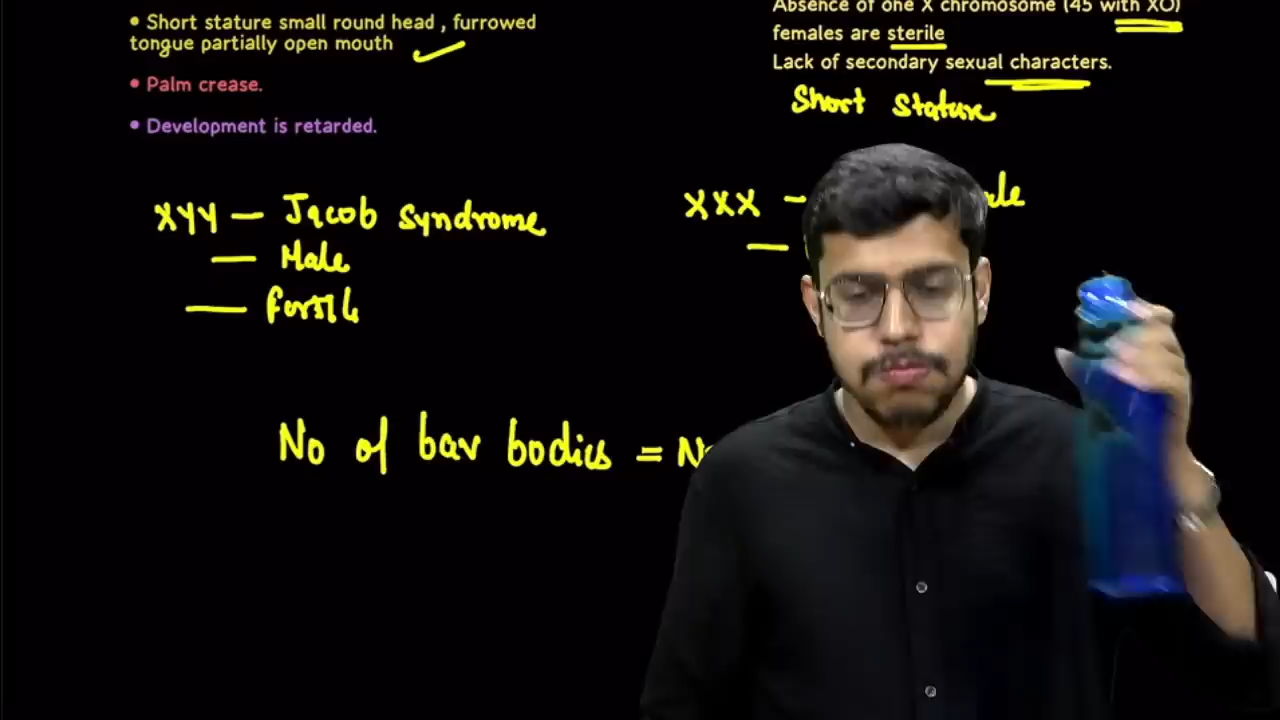 • Short stature small round head , furrowed
tongue partially open mouth
• Palm crease.
• Development is retarded.
Absence of one X chromosome (45 with XO)
females are sterile
Lack of secondary sexual characters.
Short Stature
XYY — Jacob Syndrome
— Male
— Fertile
XXX —
—
No of bar bodies = No